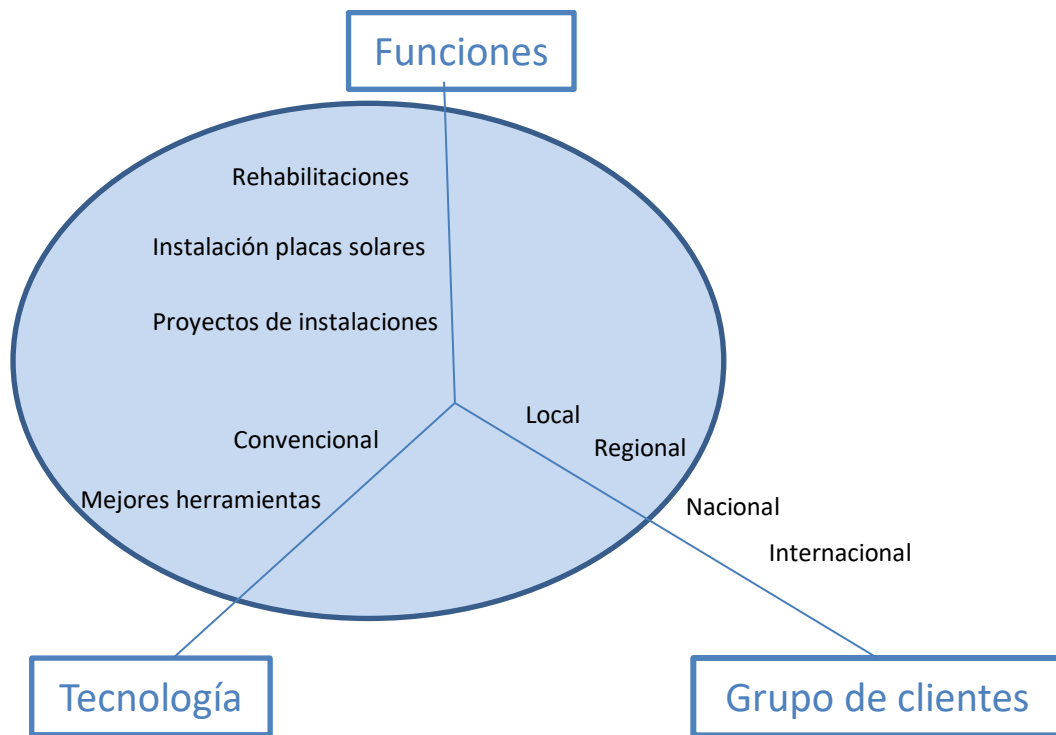 Funciones
Rehabilitaciones
Instalación placas solares
Proyectos de instalaciones
Local
Convencional
Regional
Mejores herramientas
Nacional
Internacional
Tecnología
Grupo de clientes